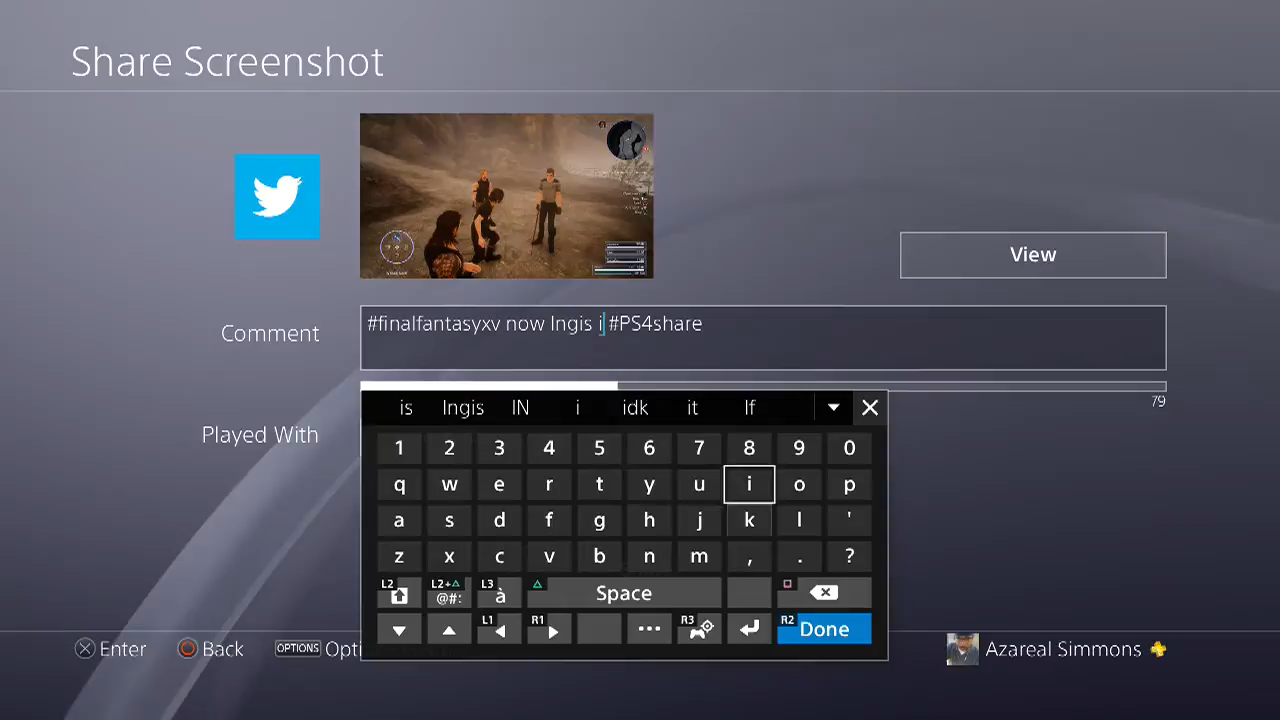 Share Screenshot
View
Comment
#finalfantasyxv now Ingis i #PS4share
79
Played With
is Ingis IN i idk it If
1 2 3 4 5 6 7 8 9 0
q w e r t y u i o p
a s d f g h j k l '
z x c v b n m , . ?
L2 L2+△ @#: L3 à △ Space □
L1 R1 ... R3 R2 Done
Enter Back OPTIONS Opti
Azareal Simmons